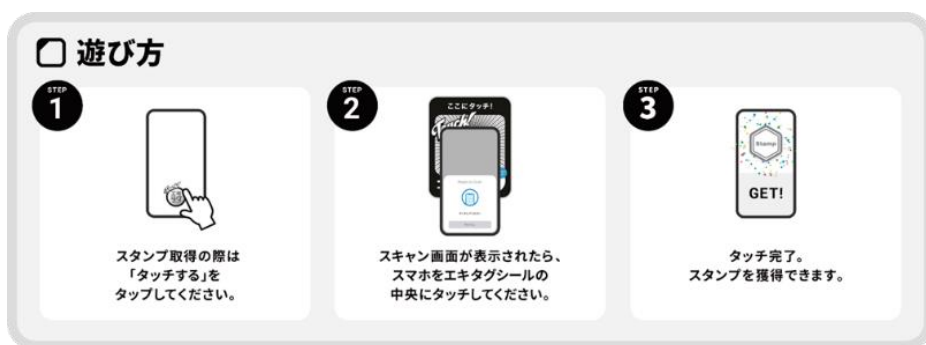 遊び方
STEP
1
スタンプ取得の際は
「タッチする」を
タップしてください。
STEP
2
ここにタッチ!
Touch!
スキャン画面が表示されたら、
スマホをエキタグシールの
中央にタッチしてください。
STEP
3
Stamp
GET!
タッチ完了。
スタンプを獲得できます。